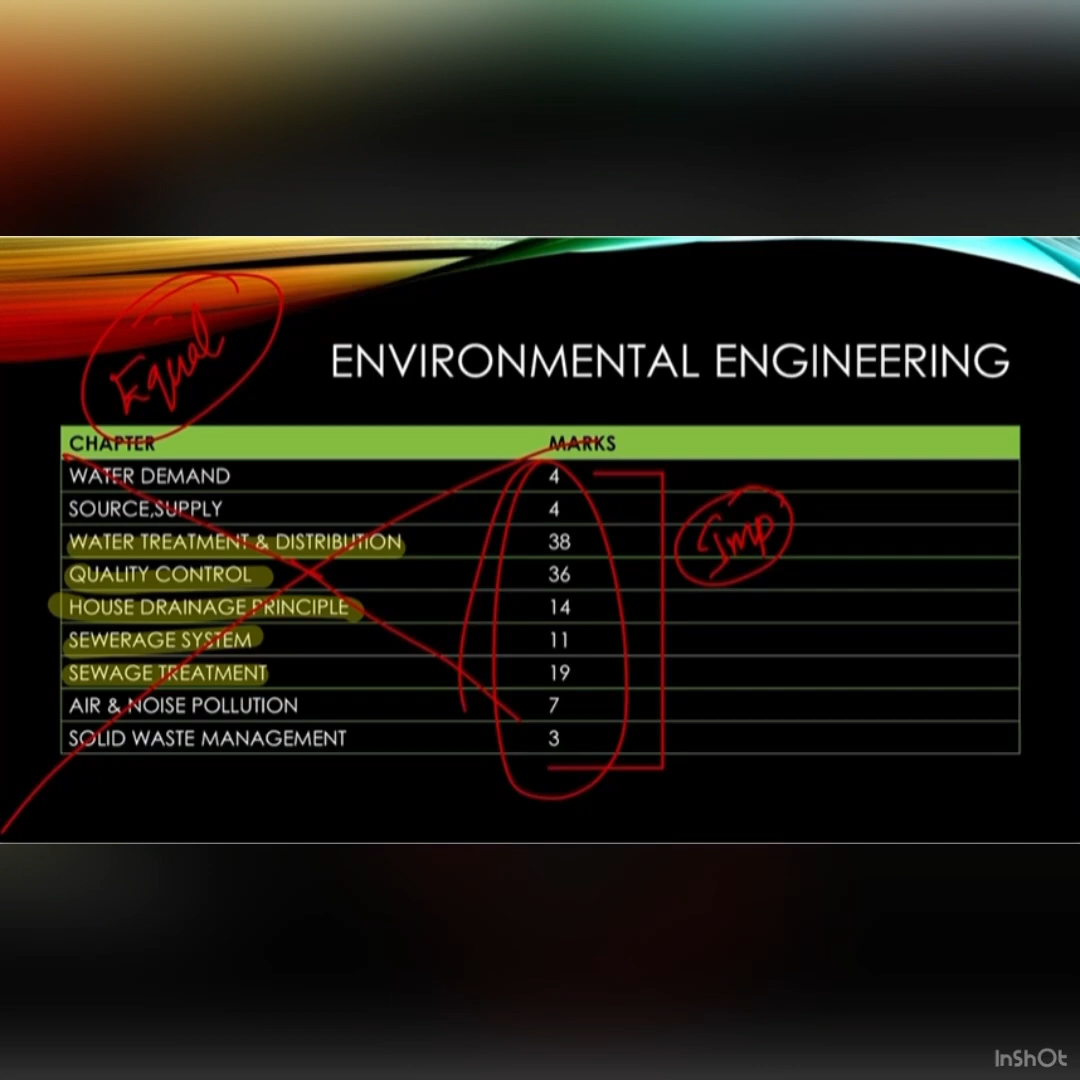 Equal
ENVIRONMENTAL ENGINEERING
CHAPTER MARKS
WATER DEMAND 4
SOURCE,SUPPLY 4
Imp
WATER TREATMENT & DISTRIBUTION 38
QUALITY CONTROL 36
HOUSE DRAINAGE PRINCIPLE 14
SEWERAGE SYSTEM 11
SEWAGE TREATMENT 19
AIR & NOISE POLLUTION 7
SOLID WASTE MANAGEMENT 3
InShOt